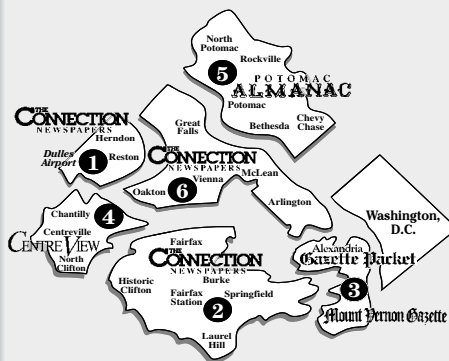 North
Potomac
Rockville
5
POTOMAC
ALMANAC
Potomac
Bethesda
Chevy
Chase
THE
CONNECTION
NEWSPAPERS
Herndon
Dulles
Airport
1
Reston
Great
Falls
THE
CONNECTION
NEWSPAPERS
Vienna
McLean
Oakton
6
Arlington
Chantilly
4
Centreville
CENTRE VIEW
North
Clifton
Washington,
D.C.
Fairfax
THE
CONNECTION
NEWSPAPERS
Burke
Historic
Clifton
Fairfax
Station
Springfield
2
Laurel
Hill
Alexandria
Gazette Packet
3
Mount Vernon Gazette